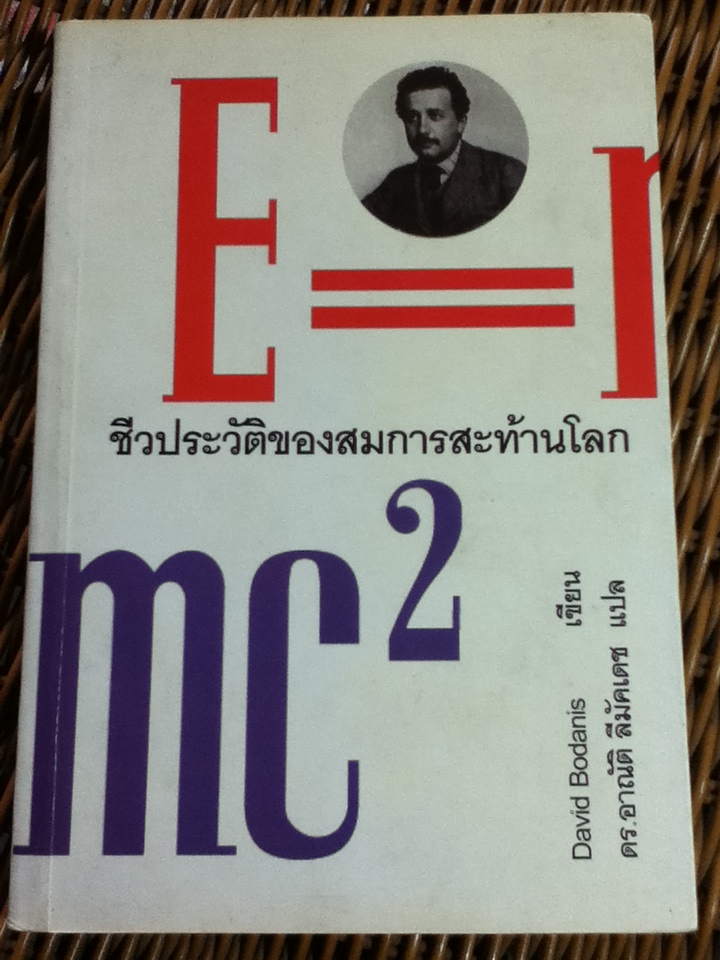 E = m
ชีวประวัติของสมการสะท้านโลก
mc²
David Bodanis เขียน
ดร.อาณัติ ลีมัคเดช แปล